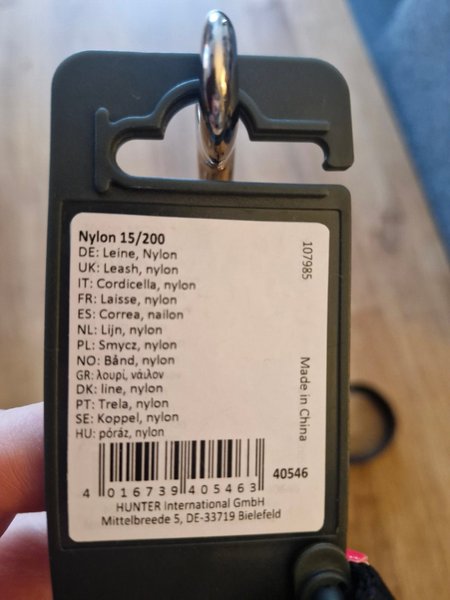 Nylon 15/200
DE: Leine, Nylon
UK: Leash, nylon
IT: Cordicella, nylon
FR: Laisse, nylon
ES: Correa, nailon
NL: Lijn, nylon
PL: Smycz, nylon
NO: Bånd, nylon
GR: λουρί, νάιλον
DK: line, nylon
PT: Trela, nylon
SE: Koppel, nylon
HU: póráz, nylon
107985
Made in China
4 016739 405463
40546
HUNTER International GmbH
Mittelbreede 5, DE-33719 Bielefeld